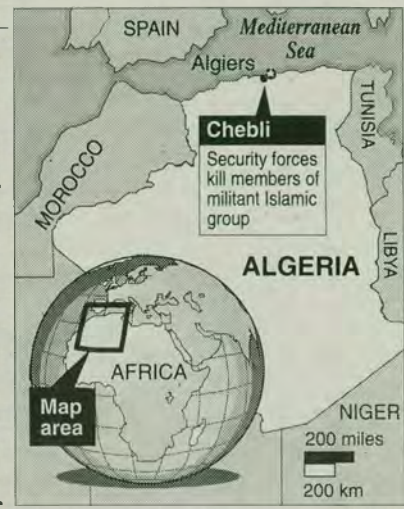 SPAIN
Mediterranean
Sea
Algiers
TUNISIA
Chebli
Security forces
kill members of
militant Islamic
group
MOROCCO
ALGERIA
LIBYA
AFRICA
Map
area
NIGER
200 miles
200 km